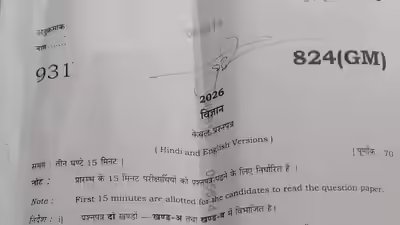 अनुक्रमांक
नाम ......
931
824(GM)
2026
विज्ञान
केवल प्रश्नपत्र
( Hindi and English Versions )
समय : तीन घण्टे 15 मिनट ] [ पूर्णांक 70
नोट : प्रारम्भ के 15 मिनट परीक्षार्थियों को प्रश्नपत्र पढ़ने के लिए निर्धारित हैं ।
Note : First 15 minutes are allotted for the candidates to read the question paper.
निर्देश : i) प्रश्नपत्र दो खण्डों — खण्ड-अ तथा खण्ड-ब में विभाजित है।